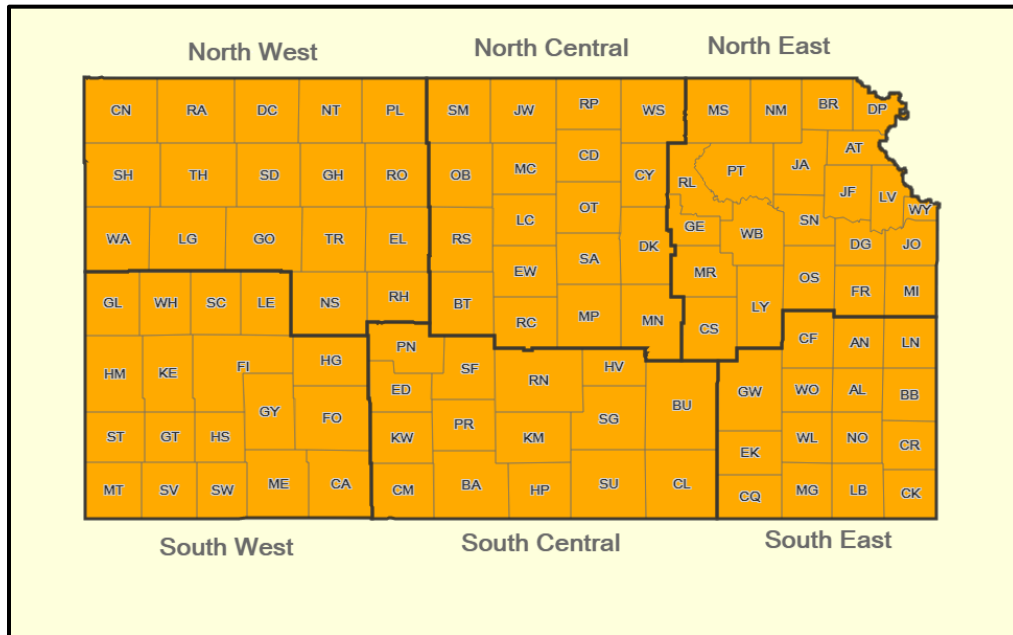 North West North Central North East
CN RA DC NT PL SM JW RP WS MS NM BR DP
SH TH SD GH RO OB MC CD CY RL PT JA AT
JF LV WY
WA LG GO TR EL RS LC OT DK GE WB SN DG JO
GL WH SC LE NS RH BT EW SA MR OS FR MI
RC MP MN CS LY
HM KE FI HG PN SF RN HV BU CF AN LN
ED GW WO AL BB
GY FO PR SG
ST GT HS KW KM EK WL NO CR
MT SV SW ME CA CM BA HP SU CL CQ MG LB CK
South West South Central South East